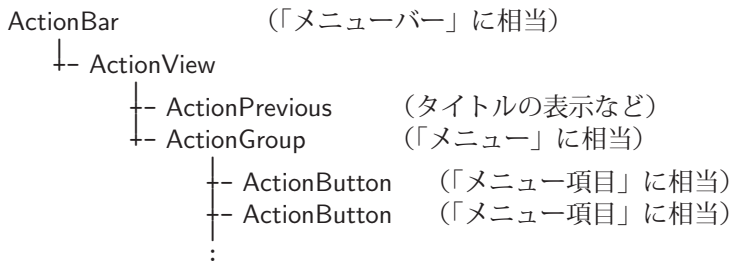 ActionBar （「メニューバー」に相当）
ActionView
ActionPrevious （タイトルの表示など）
ActionGroup （「メニュー」に相当）
ActionButton （「メニュー項目」に相当）
ActionButton （「メニュー項目」に相当）
⋮